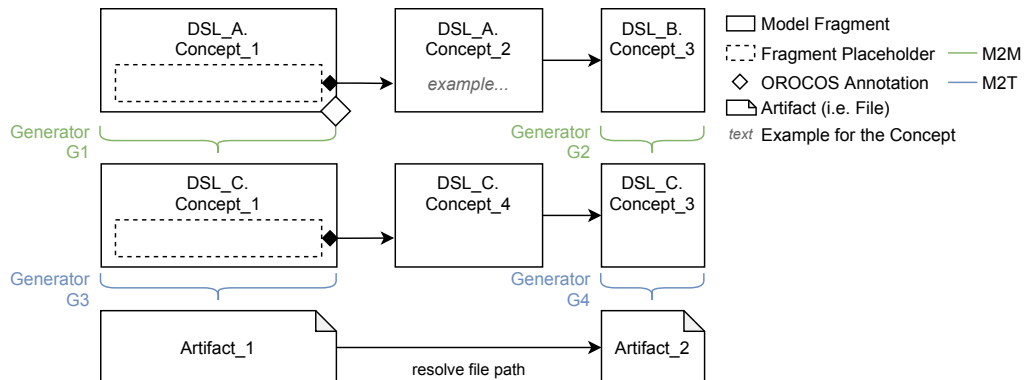 DSL_A.
Concept_1
DSL_A.
Concept_2
example...
DSL_B.
Concept_3
Model Fragment
Fragment Placeholder
M2M
OROCOS Annotation
M2T
Artifact (i.e. File)
text Example for the Concept
Generator
G1
Generator
G2
DSL_C.
Concept_1
DSL_C.
Concept_4
DSL_C.
Concept_3
Generator
G3
Generator
G4
Artifact_1
resolve file path
Artifact_2